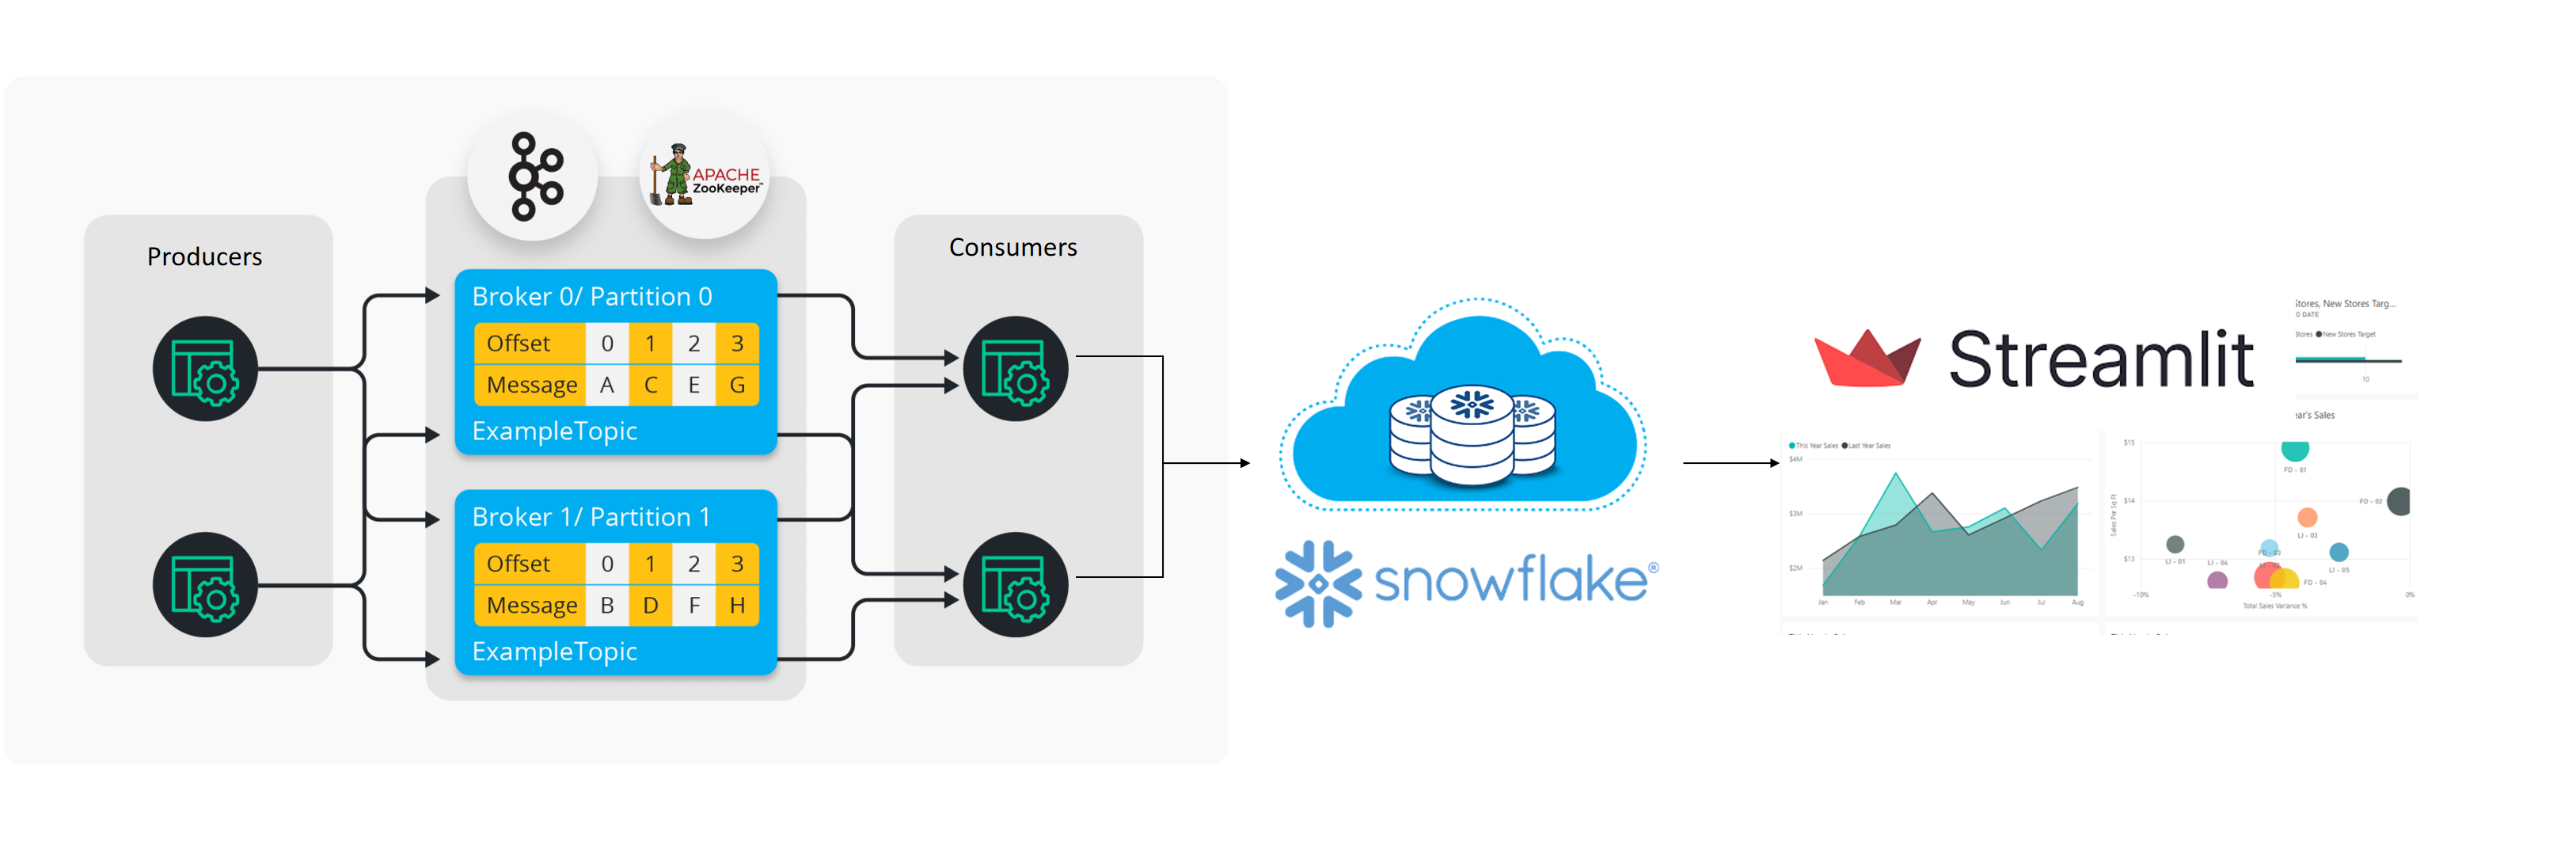 APACHE
ZooKeeper™
Producers
Broker 0/ Partition 0
Offset 0 1 2 3
Message A C E G
ExampleTopic
Broker 1/ Partition 1
Offset 0 1 2 3
Message B D F H
ExampleTopic
Consumers
snowflake®
Streamlit
Stores, New Stores Targ...
O DATE
Stores New Stores Target
10
ear's Sales
This Year Sales Last Year Sales
$4M
$3M
$2M
Jan Feb Mar Apr May Jun Jul Aug
Sales Per Sq Ft
$15
$14
$13
FD - 01
FD - 02
LI - 03
FD - 03
LI - 01
LI - 04
LI - 05
FD - 04
-10% -5% 0%
Total Sales Variance %